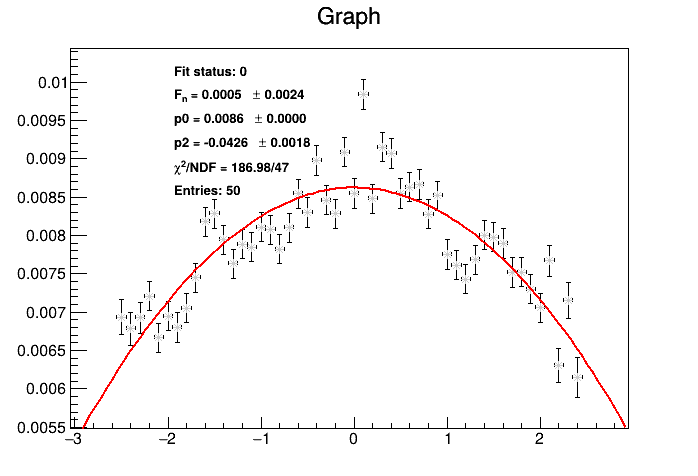 Graph
Fit status: 0
Fn = 0.0005 ± 0.0024
p0 = 0.0086 ± 0.0000
p2 = -0.0426 ± 0.0018
χ²/NDF = 186.98/47
Entries: 50
0.01
0.0095
0.009
0.0085
0.008
0.0075
0.007
0.0065
0.006
0.0055
−3 −2 −1 0 1 2